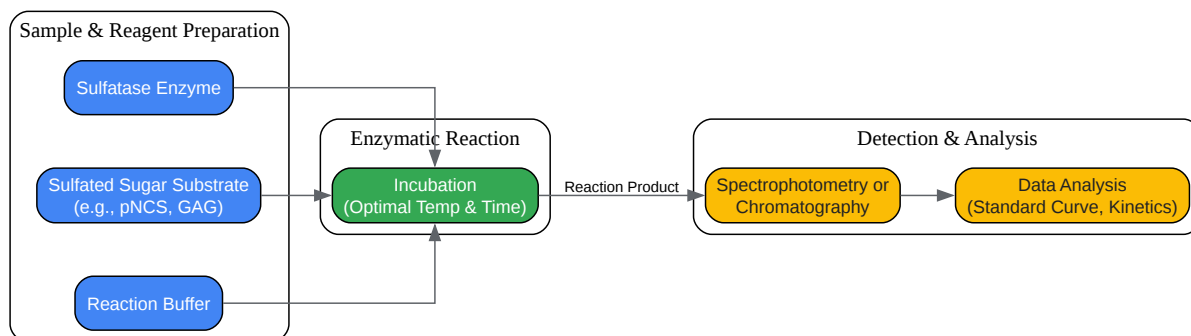 Sample & Reagent Preparation
Sulfatase Enzyme
Sulfated Sugar Substrate
(e.g., pNCS, GAG)
Reaction Buffer
Enzymatic Reaction
Incubation
(Optimal Temp & Time)
Reaction Product
Detection & Analysis
Spectrophotometry or
Chromatography
Data Analysis
(Standard Curve, Kinetics)